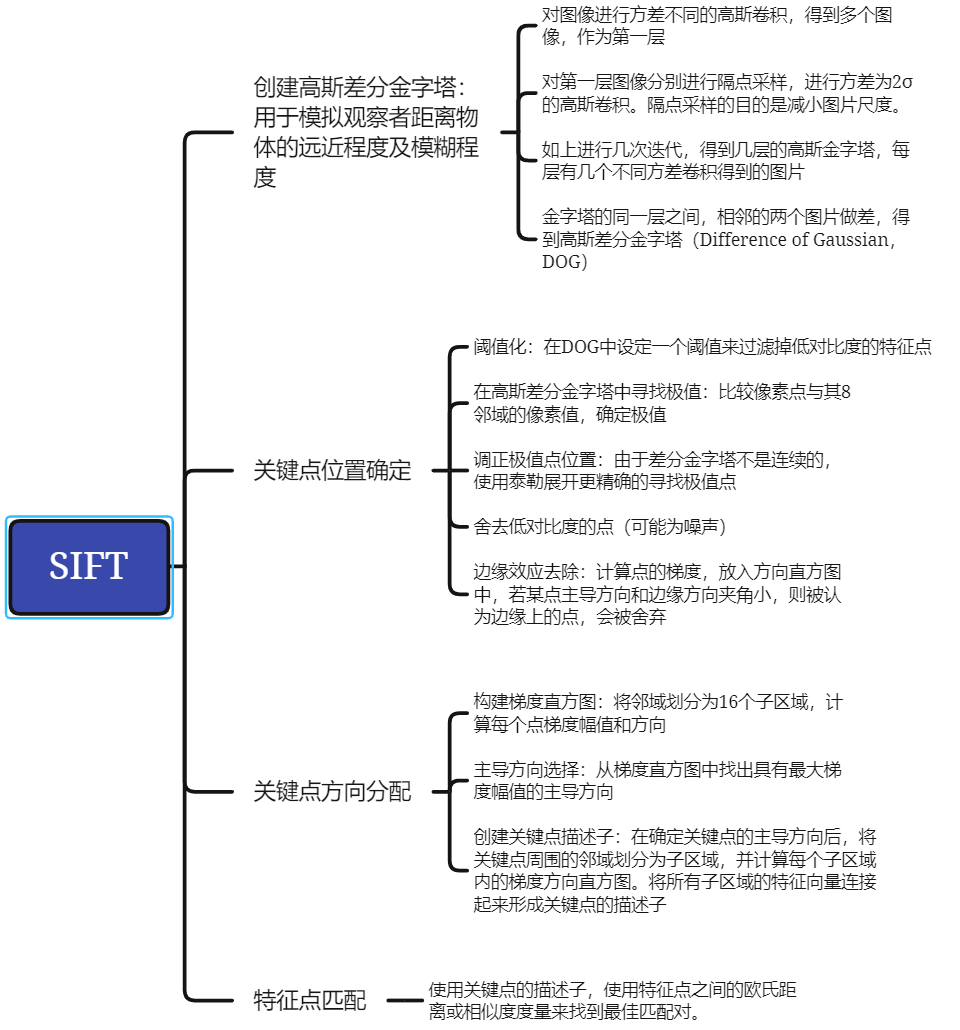 SIFT
创建高斯差分金字塔：
用于模拟观察者距离物
体的远近程度及模糊程
度
对图像进行方差不同的高斯卷积，得到多个图
像，作为第一层
对第一层图像分别进行隔点采样，进行方差为2σ
的高斯卷积。隔点采样的目的是减小图片尺度。
如上进行几次迭代，得到几层的高斯金字塔，每
层有几个不同方差卷积得到的图片
金字塔的同一层之间，相邻的两个图片做差，得
到高斯差分金字塔（Difference of Gaussian，
DOG）
关键点位置确定
阈值化：在DOG中设定一个阈值来过滤掉低对比度的特征点
在高斯差分金字塔中寻找极值：比较像素点与其8
邻域的像素值，确定极值
调正极值点位置：由于差分金字塔不是连续的，
使用泰勒展开更精确的寻找极值点
舍去低对比度的点（可能为噪声）
边缘效应去除：计算点的梯度，放入方向直方图
中，若某点主导方向和边缘方向夹角小，则被认
为边缘上的点，会被舍弃
关键点方向分配
构建梯度直方图：将邻域划分为16个子区域，计
算每个点梯度幅值和方向
主导方向选择：从梯度直方图中找出具有最大梯
度幅值的主导方向
创建关键点描述子：在确定关键点的主导方向后，将
关键点周围的邻域划分为子区域，并计算每个子区域
内的梯度方向直方图。将所有子区域的特征向量连接
起来形成关键点的描述子
特征点匹配
使用关键点的描述子，使用特征点之间的欧氏距
离或相似度度量来找到最佳匹配对。